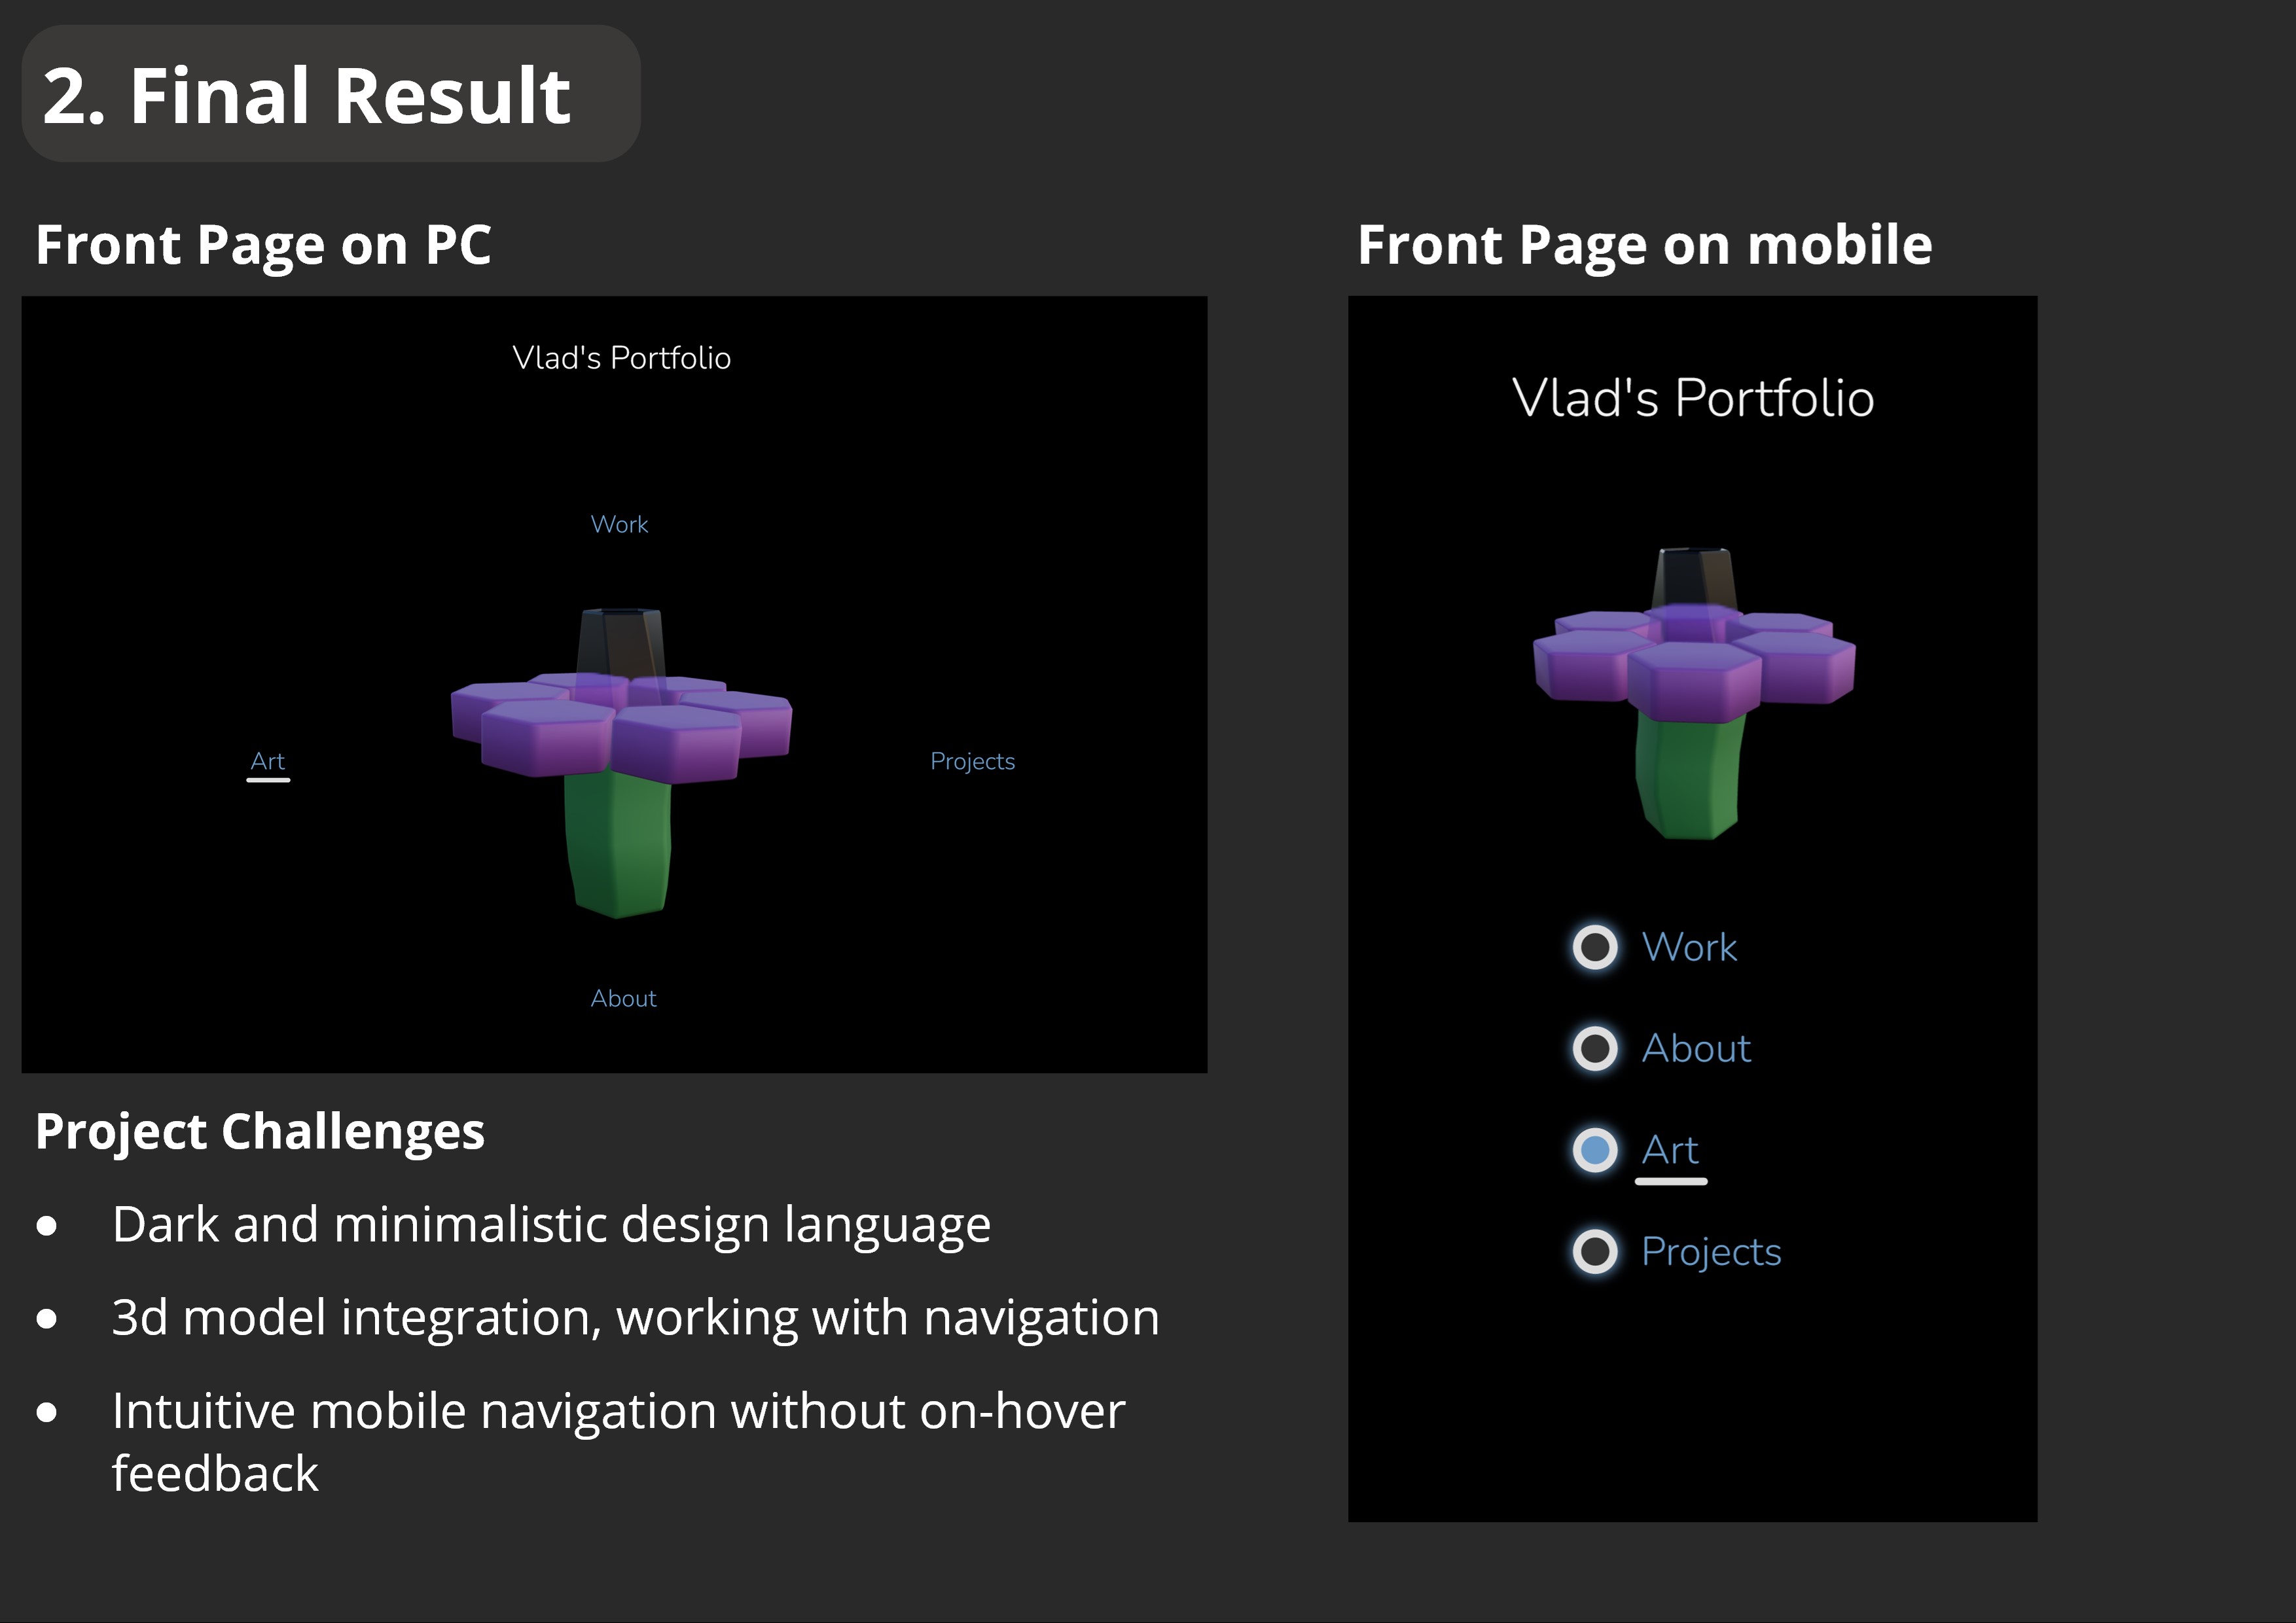 2. Final Result
Front Page on PC
Vlad's Portfolio
Work
Art
Projects
About
Front Page on mobile
Vlad's Portfolio
Work
About
Art
Projects
Project Challenges
● Dark and minimalistic design language
● 3d model integration, working with navigation
● Intuitive mobile navigation without on-hover
feedback